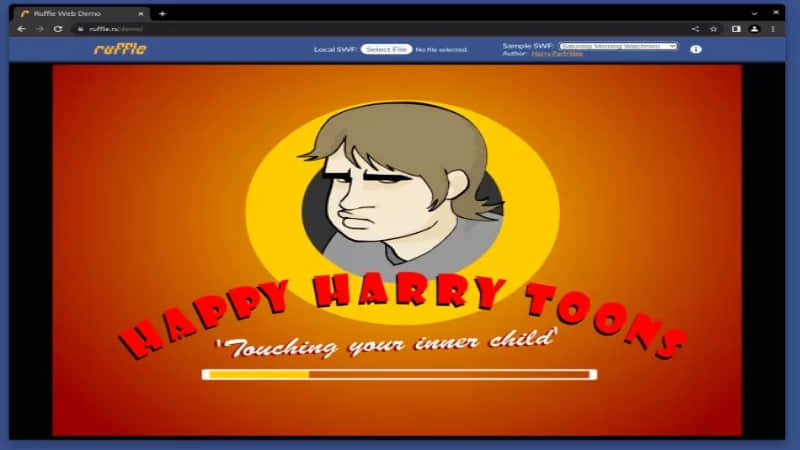 Ruffle Web Demo
ruffle.rs/demo/
ruffle
Local SWF: Select File No file selected.
Sample SWF: Saturday Morning Watchmen
Author: Harry Partridge
HAPPY HARRY TOONS
'Touching your inner child'